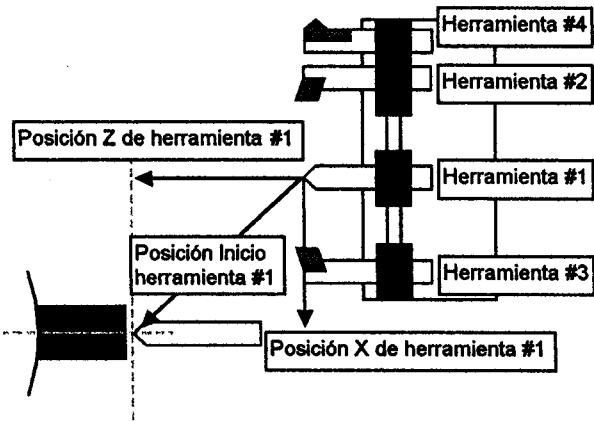 Herramienta #4
Herramienta #2
Posición Z de herramienta #1
Herramienta #1
Posición Inicio
herramienta #1
Herramienta #3
Posición X de herramienta #1